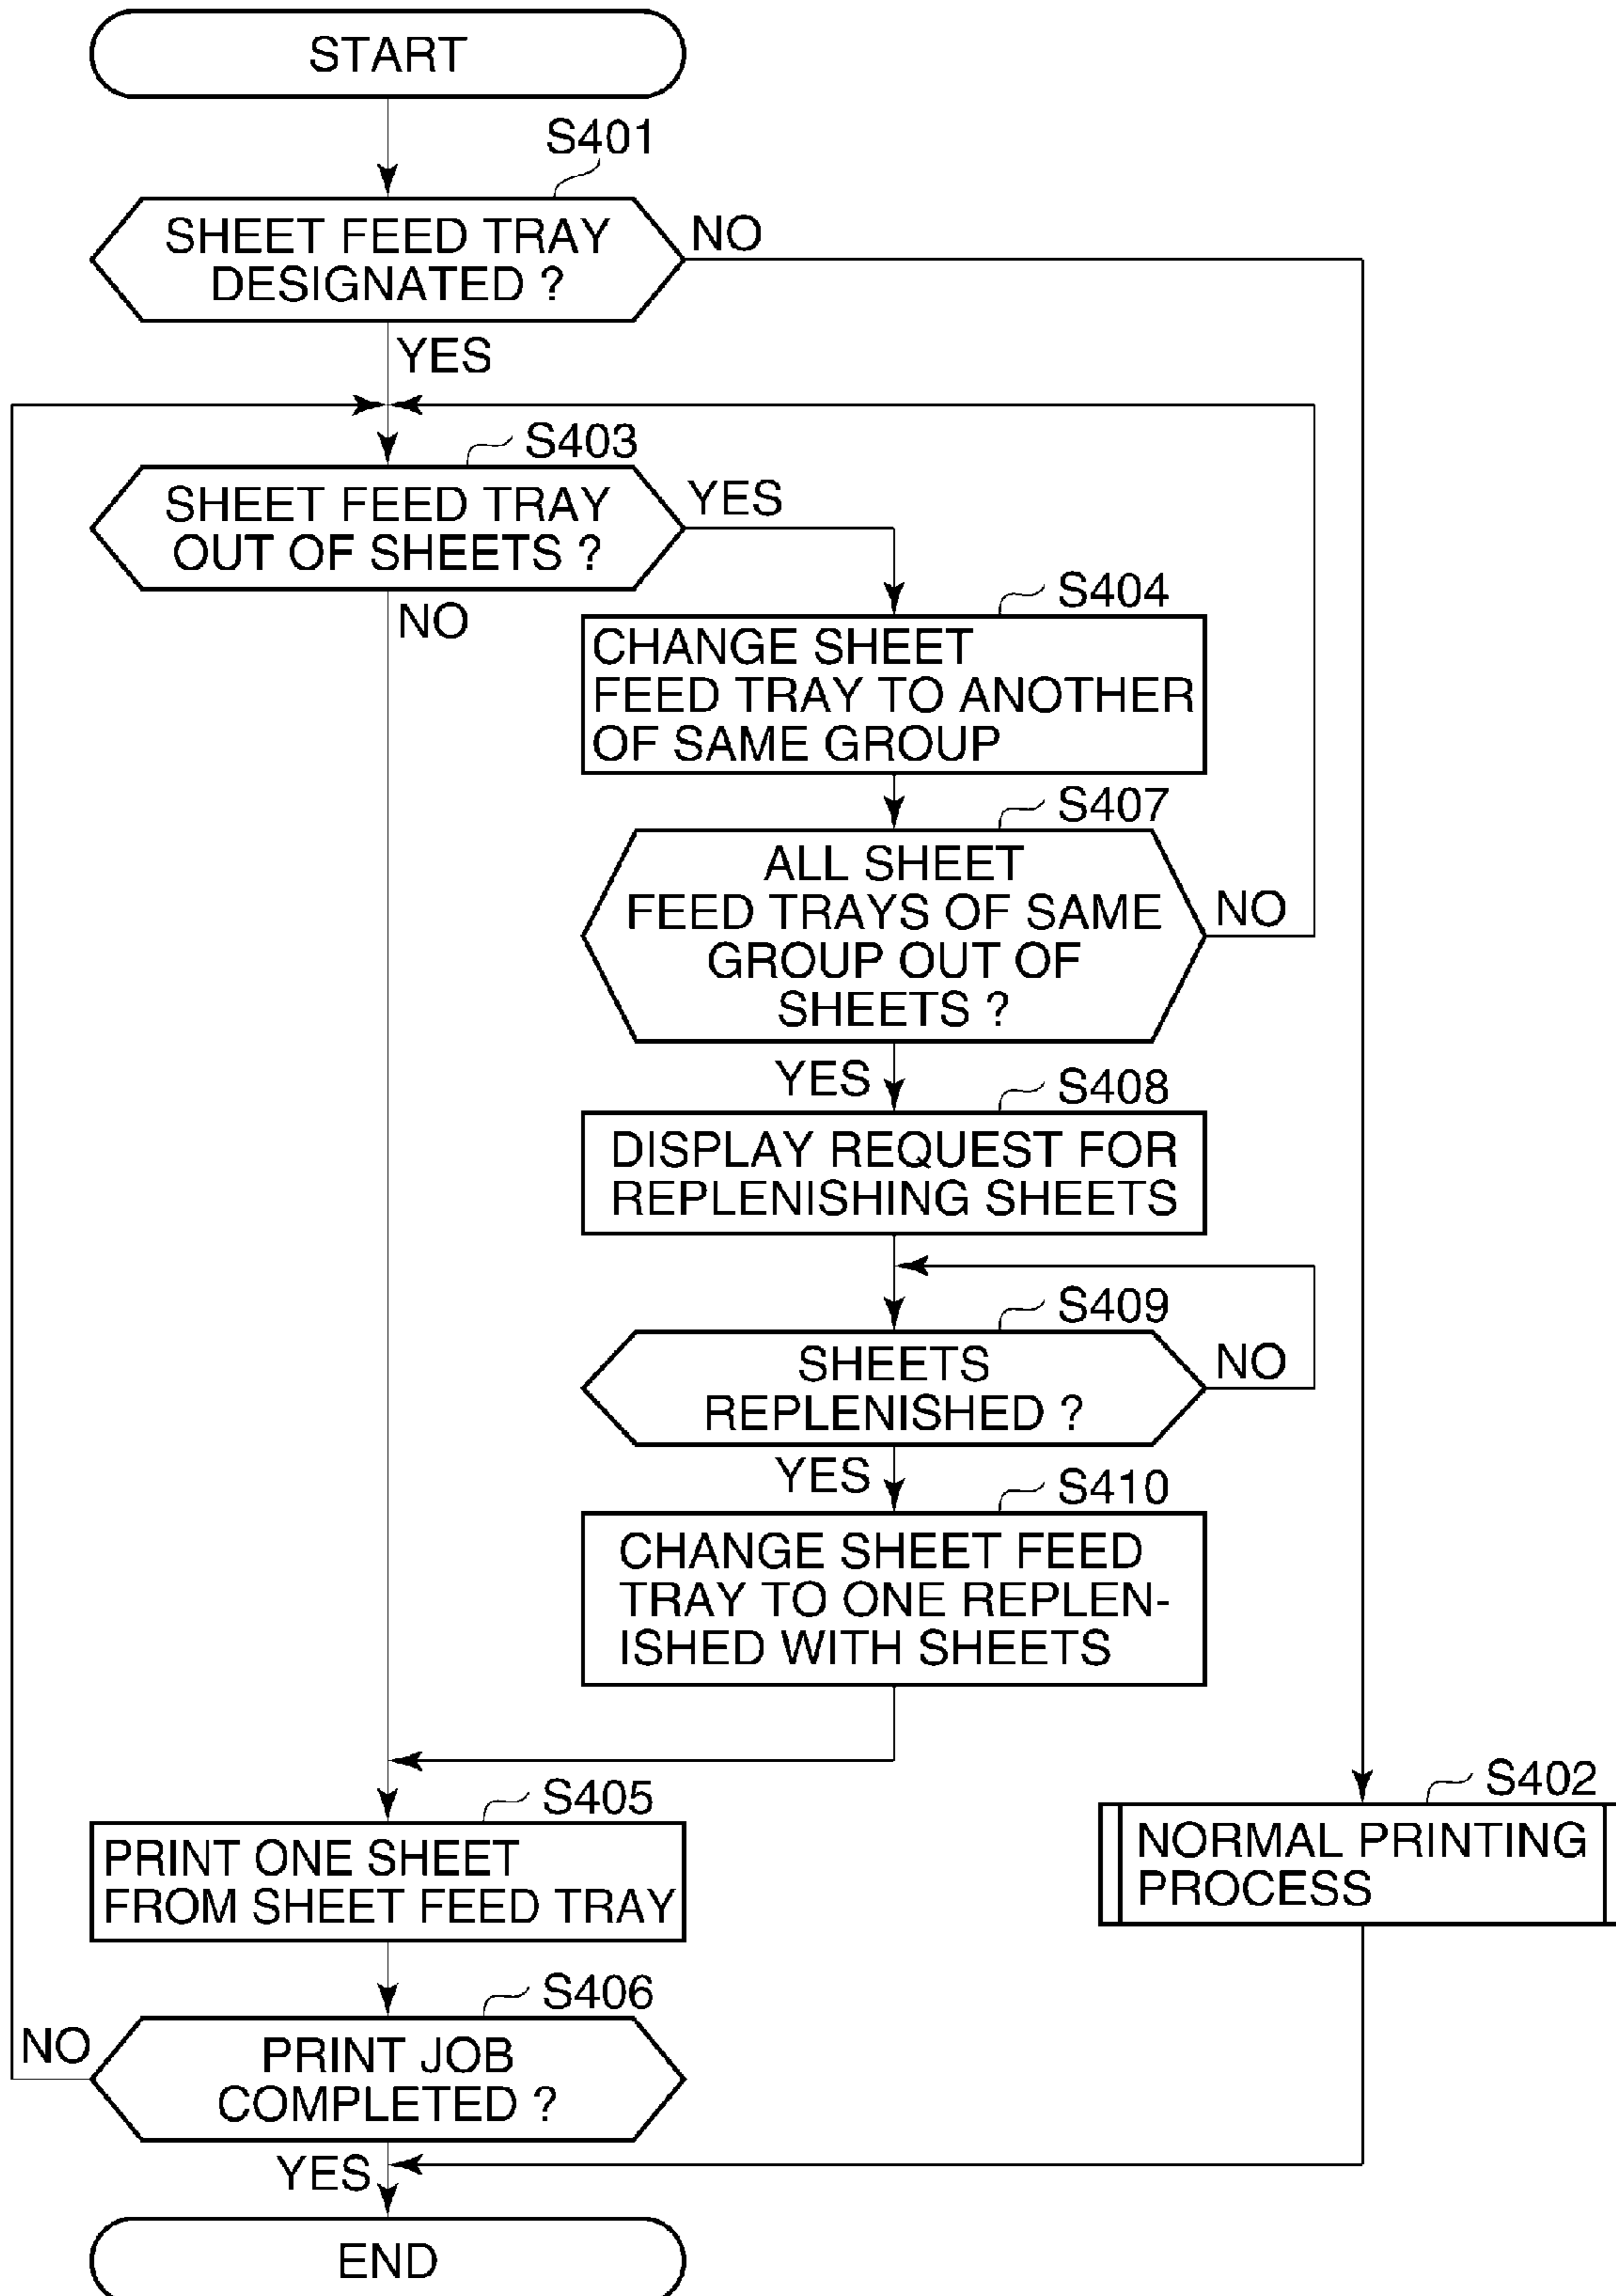 START
S401
SHEET FEED TRAY
DESIGNATED ?
NO
YES
S403
SHEET FEED TRAY
OUT OF SHEETS ?
YES
NO
S404
CHANGE SHEET
FEED TRAY TO ANOTHER
OF SAME GROUP
S407
ALL SHEET
FEED TRAYS OF SAME
GROUP OUT OF
SHEETS ?
NO
YES
S408
DISPLAY REQUEST FOR
REPLENISHING SHEETS
S409
SHEETS
REPLENISHED ?
NO
YES
S410
CHANGE SHEET FEED
TRAY TO ONE REPLEN-
ISHED WITH SHEETS
S405
PRINT ONE SHEET
FROM SHEET FEED TRAY
S402
NORMAL PRINTING
PROCESS
S406
NO
PRINT JOB
COMPLETED ?
YES
END